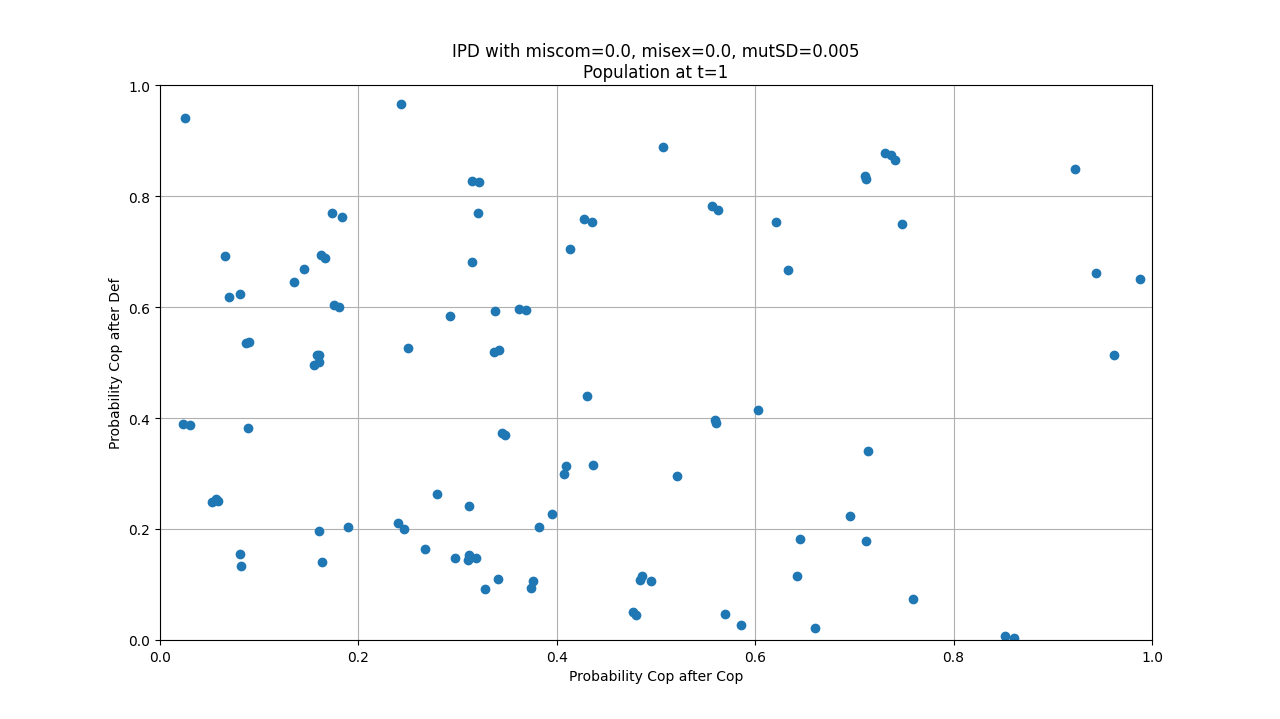 IPD with miscom=0.0, misex=0.0, mutSD=0.005
Population at t=1
1.0
0.8
0.6
0.4
0.2
0.0
Probability Cop after Def
0.0 0.2 0.4 0.6 0.8 1.0
Probability Cop after Cop